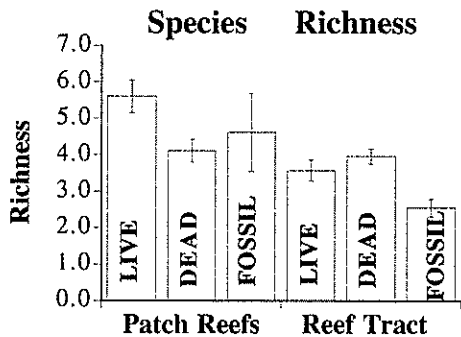 Species Richness
7.0
6.0
5.0
4.0
3.0
2.0
1.0
0.0
Richness
LIVE
DEAD
FOSSIL
LIVE
DEAD
FOSSIL
Patch Reefs Reef Tract